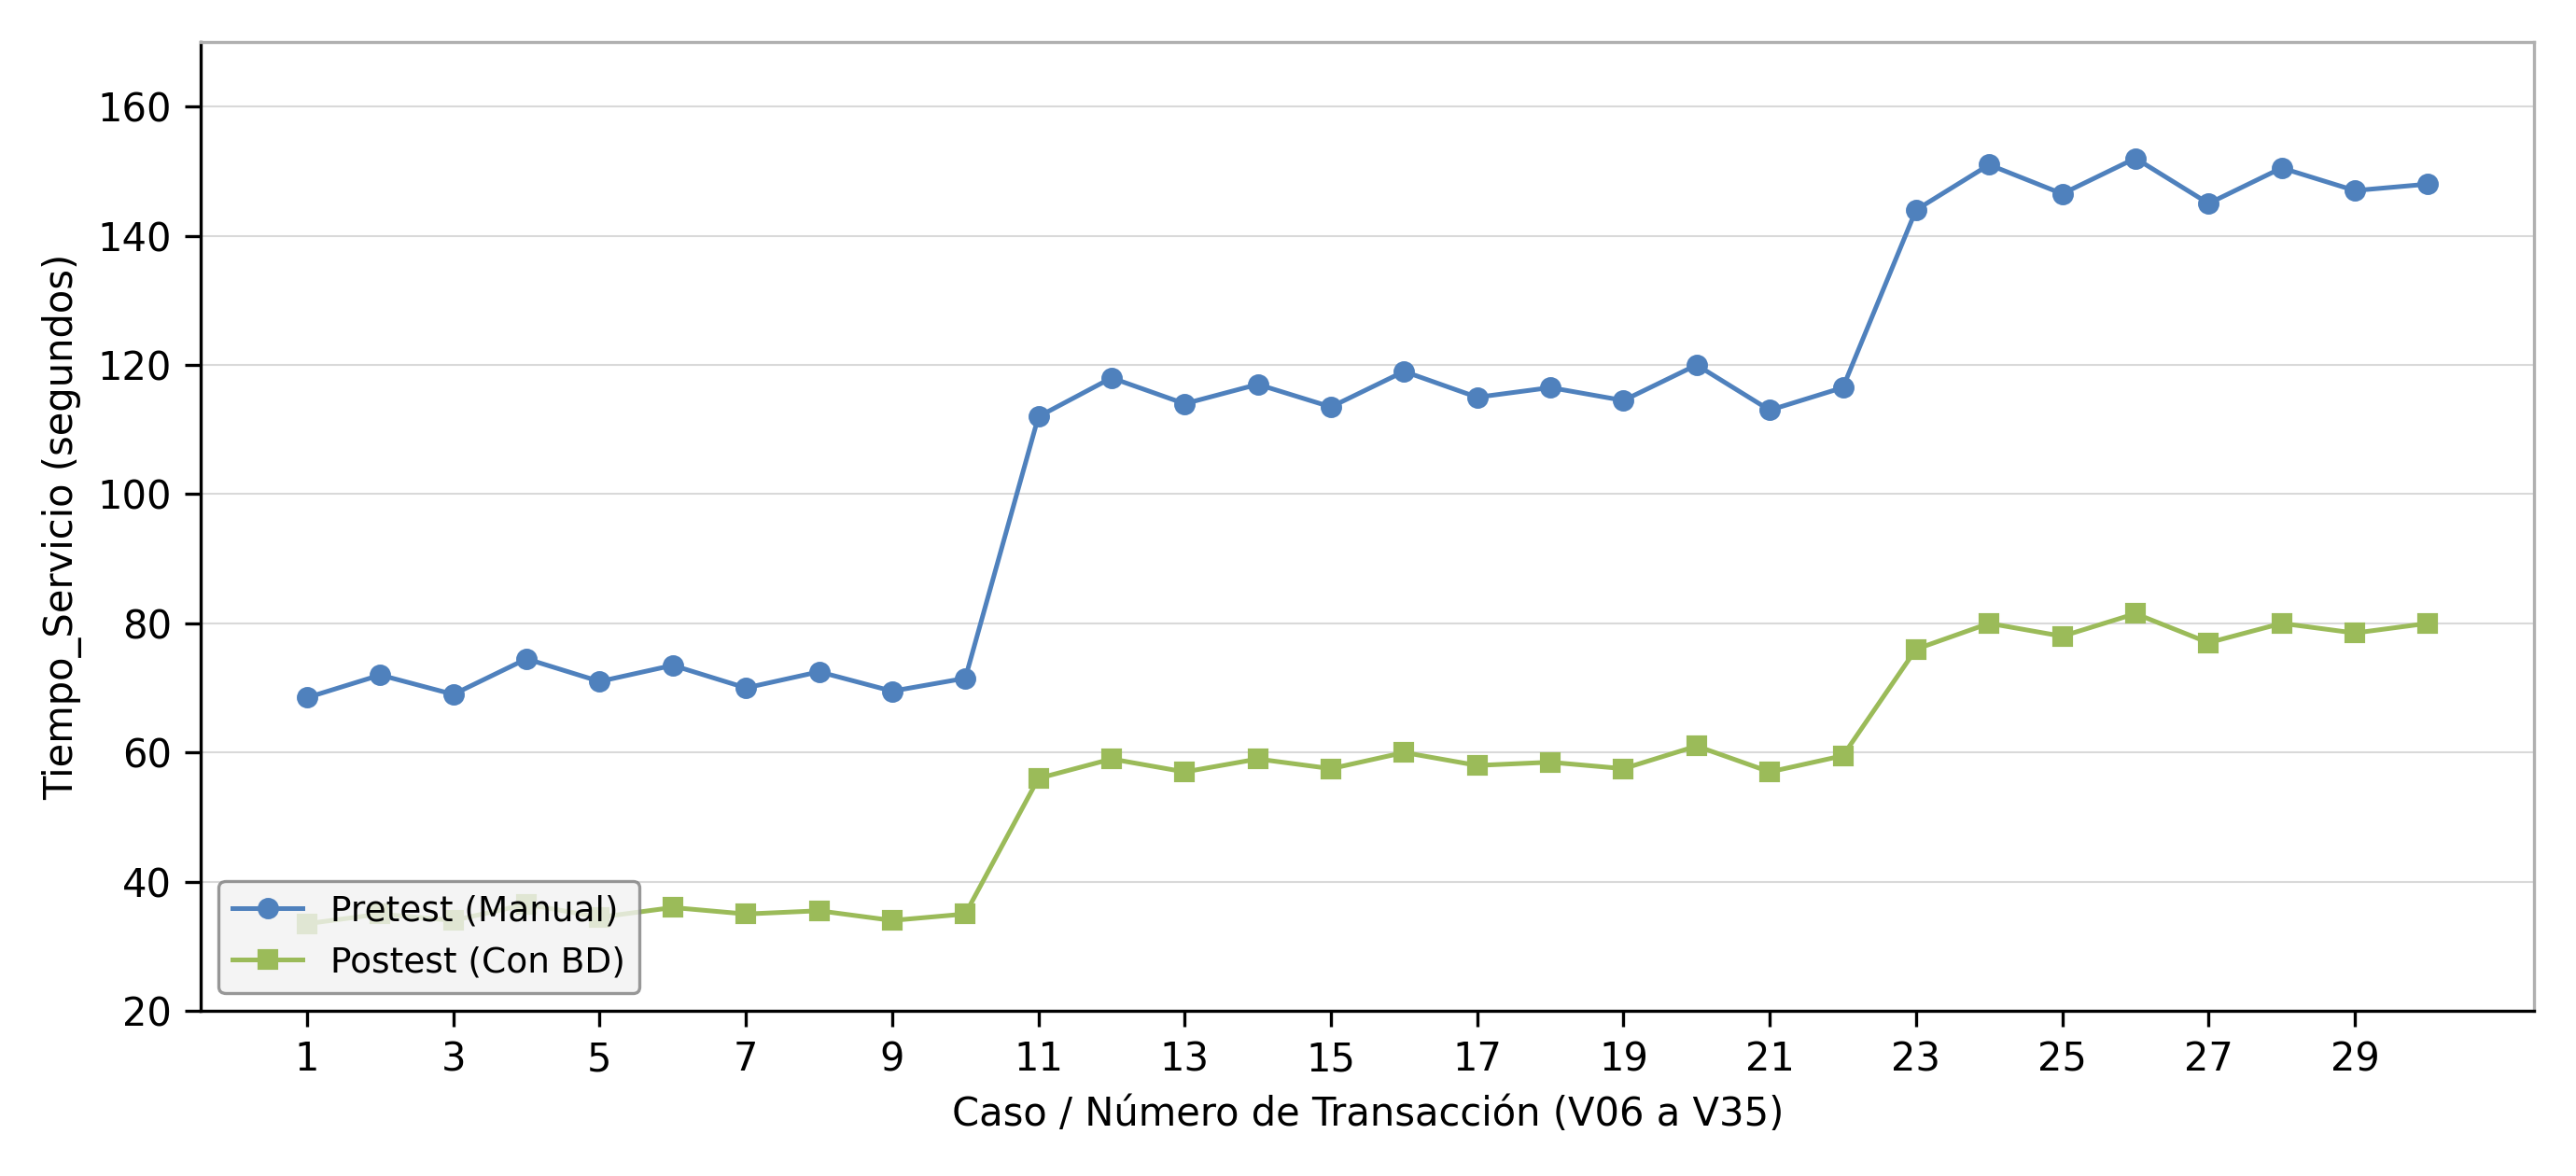 Tiempo_Servicio (segundos)
160
140
120
100
80
60
40
20
Pretest (Manual)
Postest (Con BD)
1 3 5 7 9 11 13 15 17 19 21 23 25 27 29
Caso / Número de Transacción (V06 a V35)